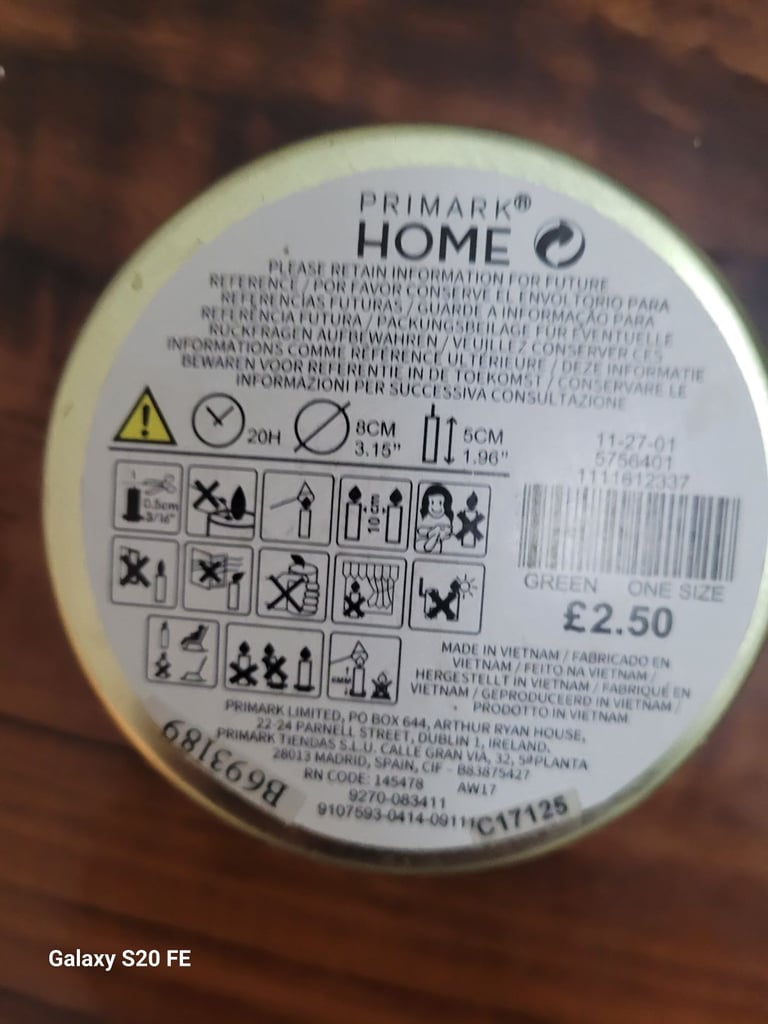 PRIMARK®
HOME
PLEASE RETAIN INFORMATION FOR FUTURE
REFERENCE / POR FAVOR CONSERVE EL ENVOLTORIO PARA
REFERENCIAS FUTURAS / GUARDE A INFORMAÇÃO PARA
REFERÊNCIA FUTURA / PACKUNGSBEILAGE FÜR EVENTUELLE
RÜCKFRAGEN AUFBEWAHREN / VEUILLEZ CONSERVER CES
INFORMATIONS COMME RÉFÉRENCE ULTÉRIEURE / DEZE INFORMATIE
BEWAREN VOOR REFERENTIE IN DE TOEKOMST / CONSERVARE LE
INFORMAZIONI PER SUCCESSIVA CONSULTAZIONE
20H
8CM
3.15"
5CM
1.96"
11-27-01
5756401
1111612337
0.5cm
3/16"
GREEN ONE SIZE
£2.50
6MM
MADE IN VIETNAM / FABRICADO EN
VIETNAM / FEITO NA VIETNAM /
HERGESTELLT IN VIETNAM / FABRIQUÉ EN
VIETNAM / GEPRODUCEERD IN VIETNAM /
PRODOTTO IN VIETNAM
PRIMARK LIMITED, PO BOX 644, ARTHUR RYAN HOUSE,
22-24 PARNELL STREET, DUBLIN 1, IRELAND.
PRIMARK TIENDAS S.L.U. CALLE GRAN VIA, 32, 5ªPLANTA
28013 MADRID, SPAIN, CIF - B83875427
RN CODE: 145478 AW17
9270-083411
B693189
C17125
Galaxy S20 FE